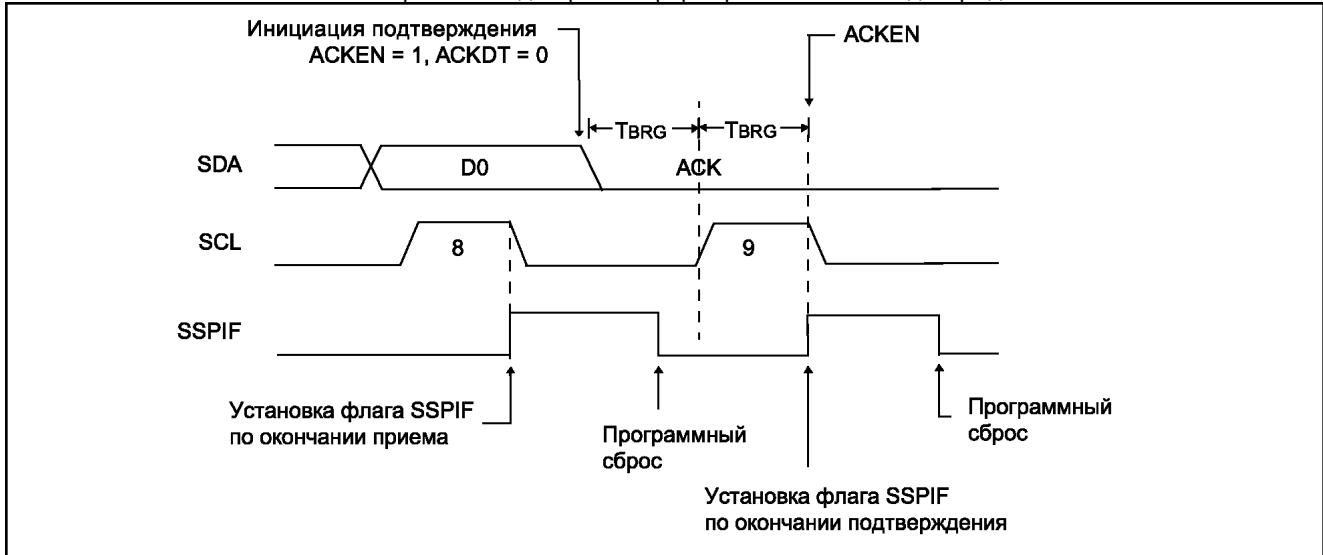 Инициация подтверждения
ACKEN = 1, ACKDT = 0
ACKEN
TBRG
TBRG
SDA
D0
ACK
SCL
8
9
SSPIF
Установка флага SSPIF
по окончании приема
Программный
сброс
Программный
сброс
Установка флага SSPIF
по окончании подтверждения